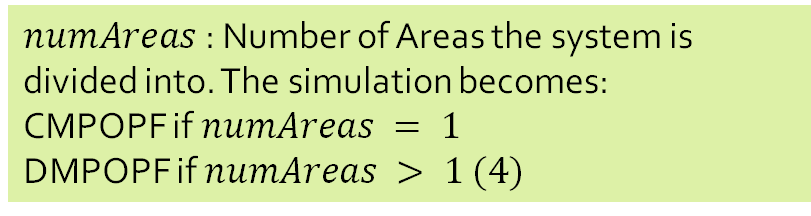 numAreas : Number of Areas the system is
divided into. The simulation becomes:
CMPOPF if numAreas = 1
DMPOPF if numAreas > 1 (4)